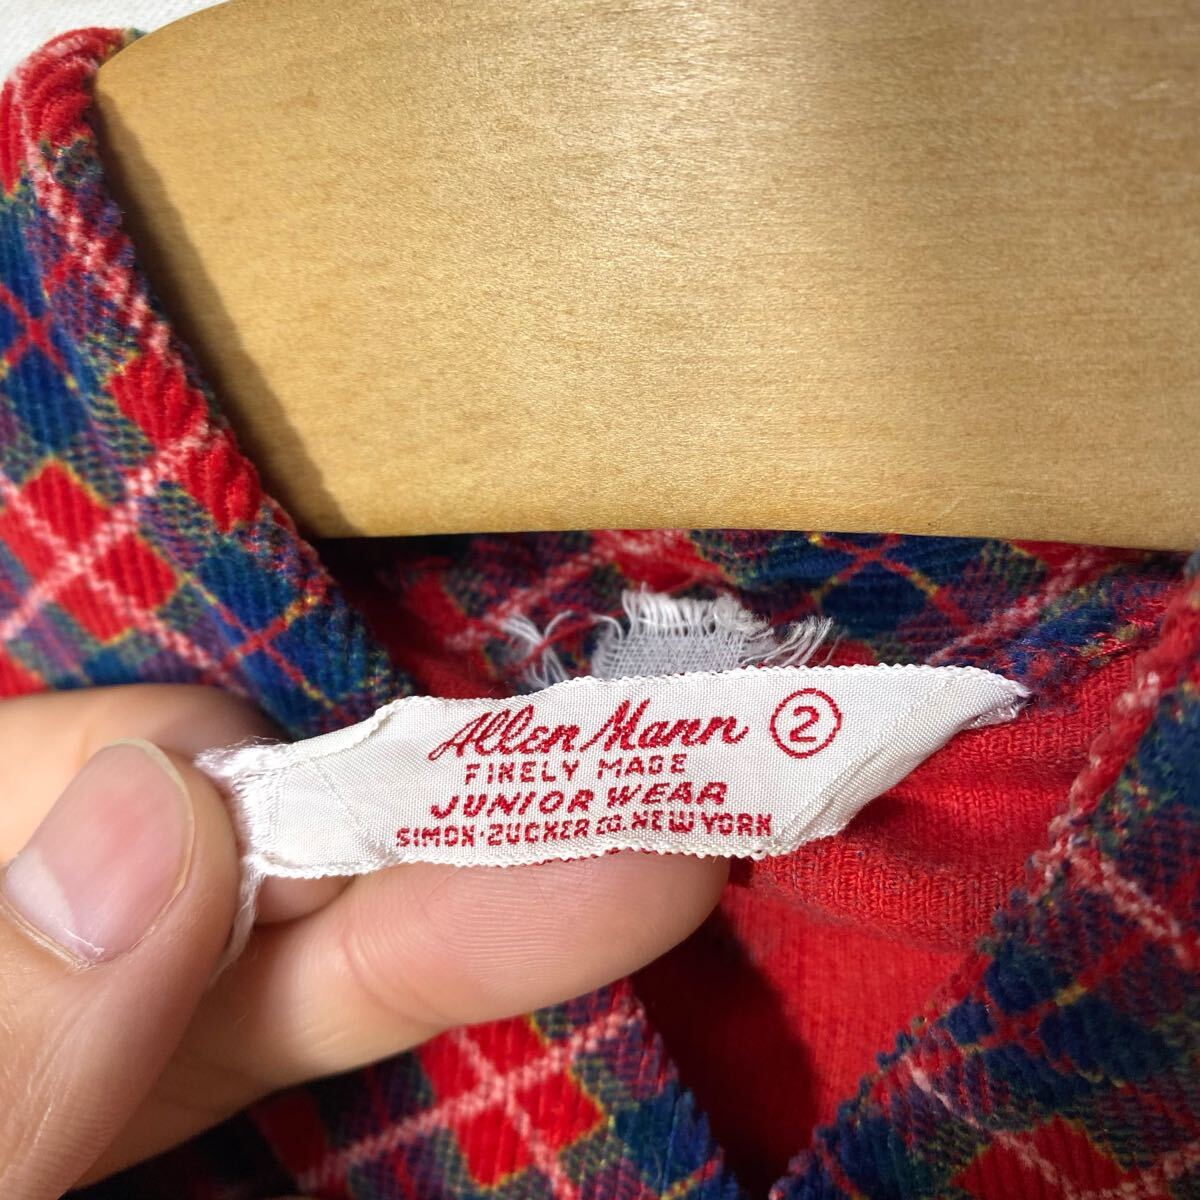 Allen Mann 2
FINELY MADE
JUNIOR WEAR
SIMON·ZUCKER CO. NEW YORK